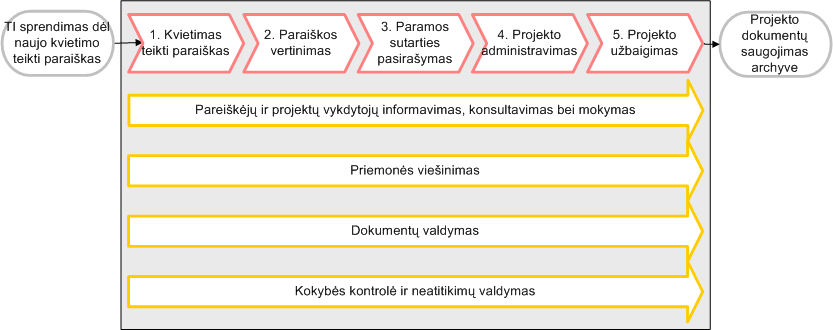 TI sprendimas dėl
naujo kvietimo
teikti paraiškas
1. Kvietimas
teikti paraiškas
2. Paraiškos
vertinimas
3. Paramos
sutarties
pasirašymas
4. Projekto
administravimas
5. Projekto
užbaigimas
Projekto
dokumentų
saugojimas
archyve
Pareiškėjų ir projektų vykdytojų informavimas, konsultavimas bei mokymas
Priemonės viešinimas
Dokumentų valdymas
Kokybės kontrolė ir neatitikimų valdymas